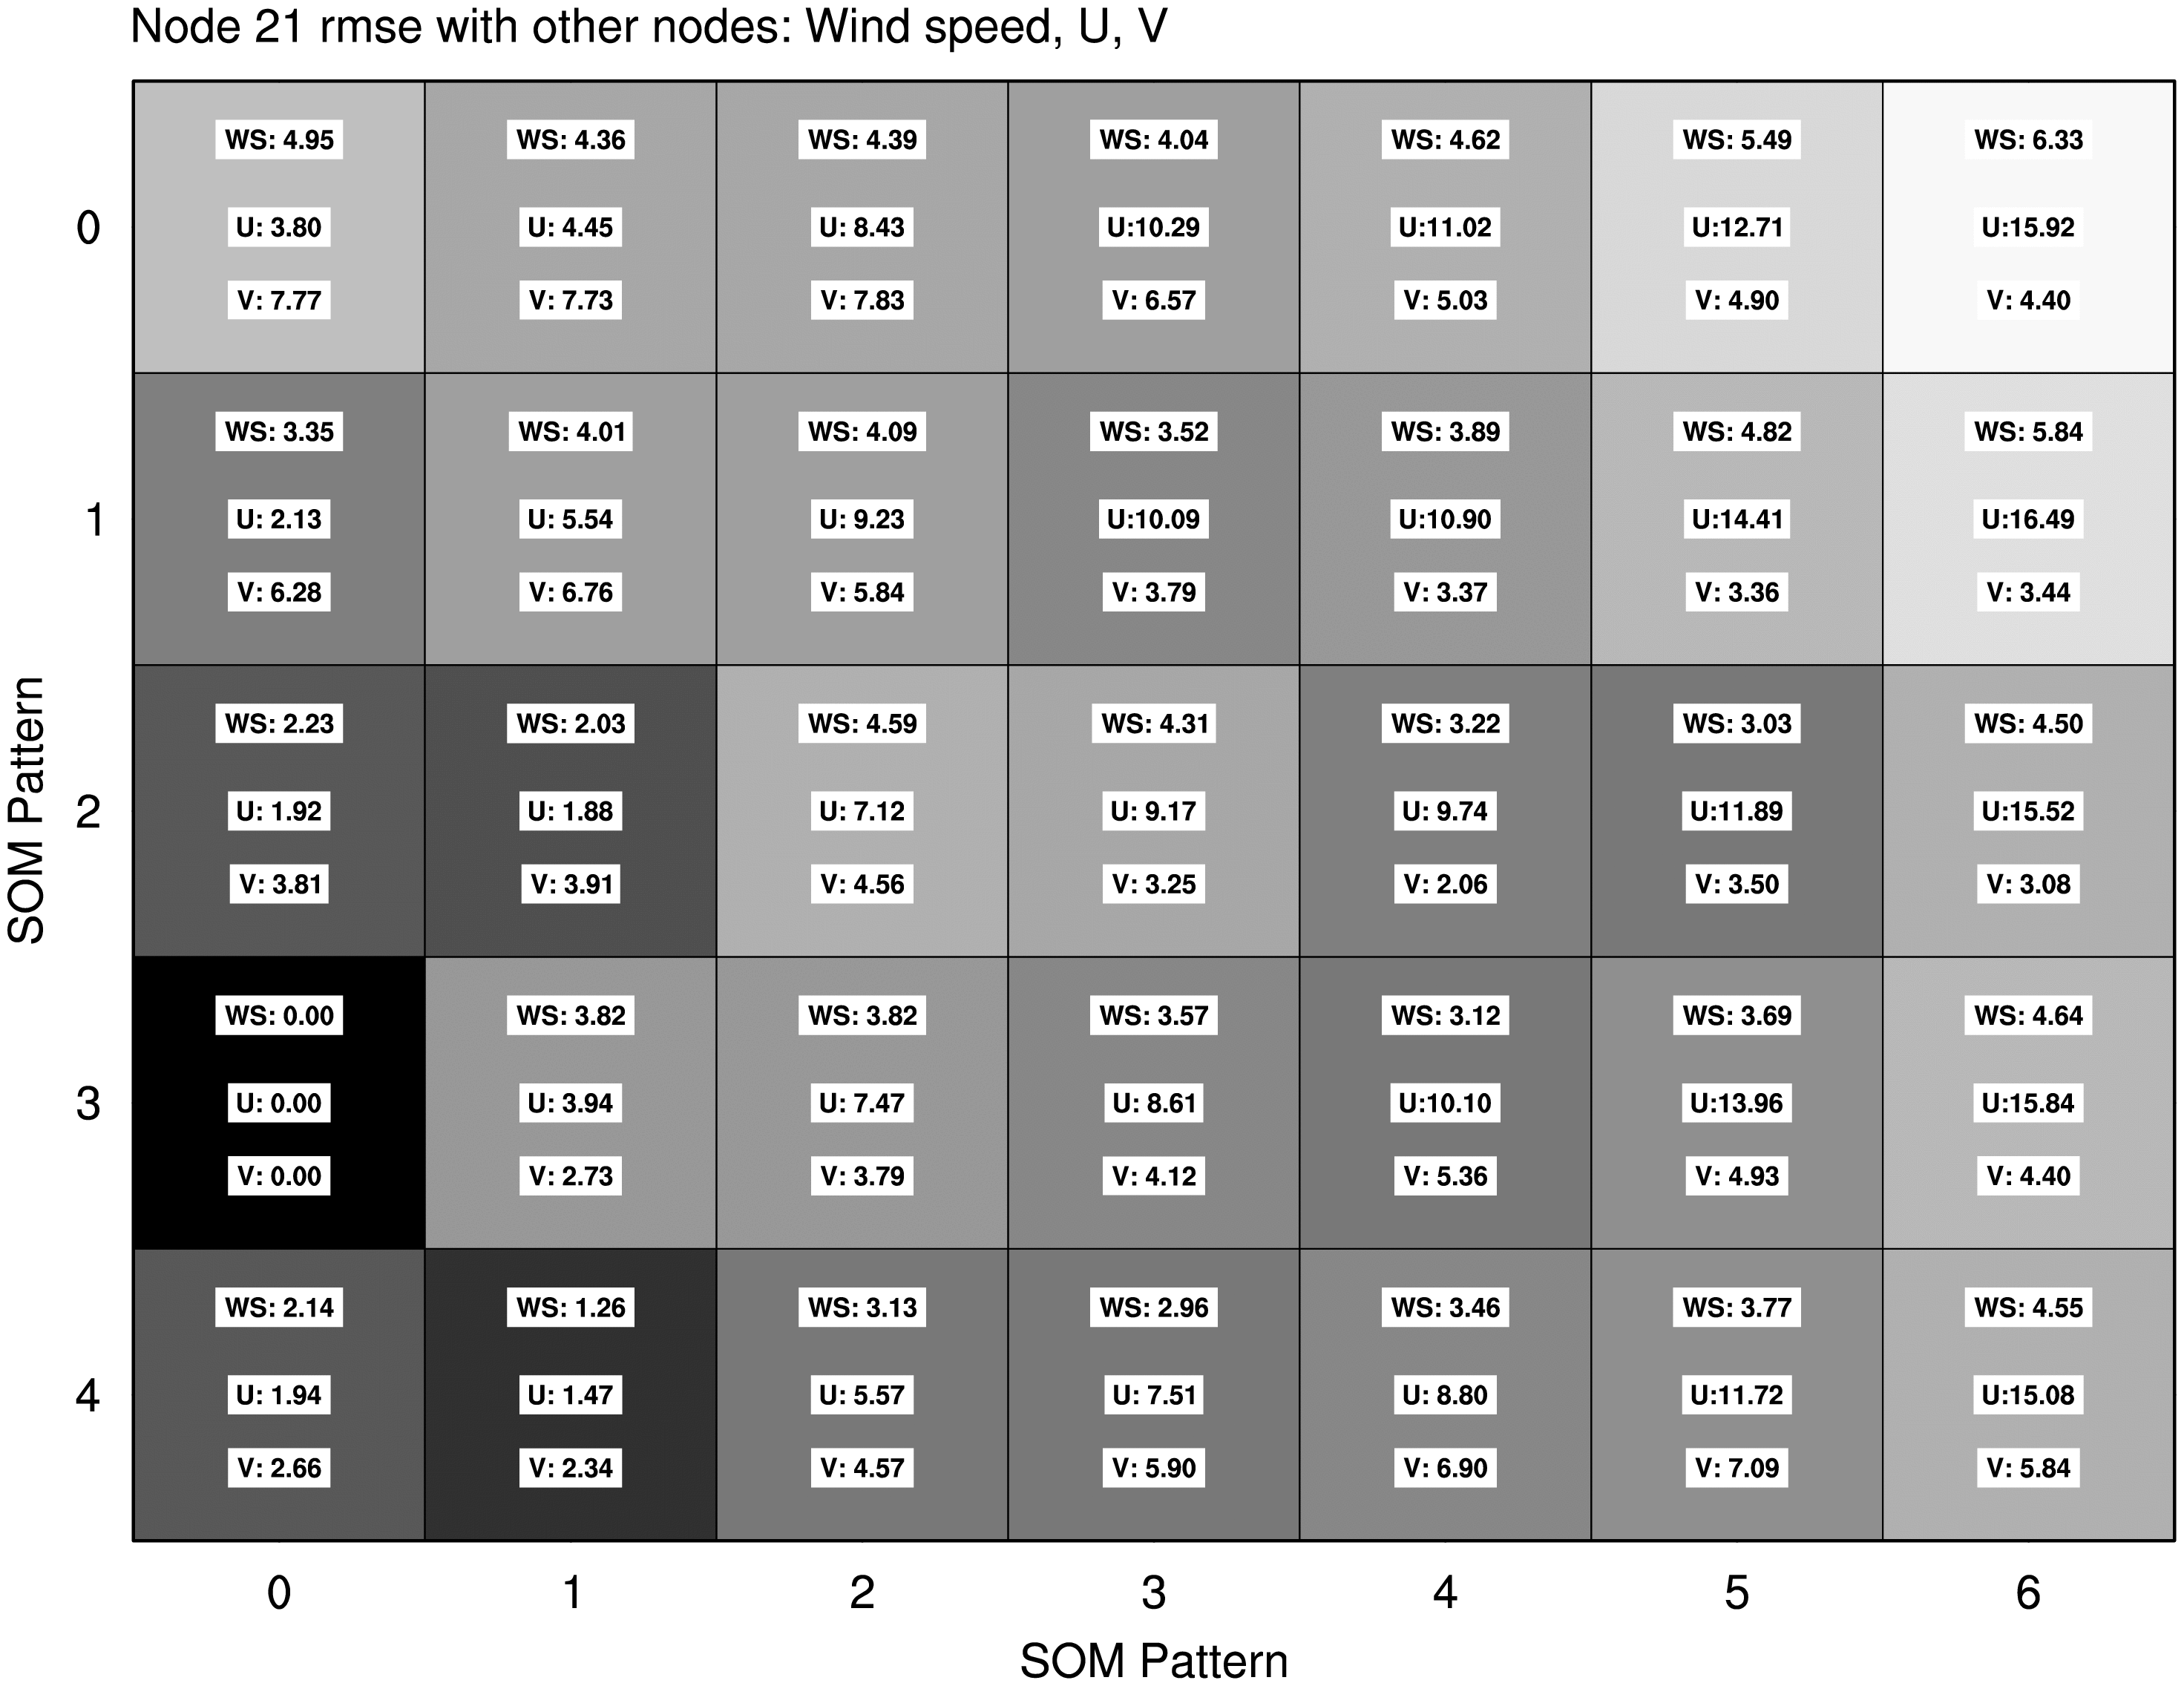 Node 21 rmse with other nodes: Wind speed, U, V
WS: 4.95 WS: 4.36 WS: 4.39 WS: 4.04 WS: 4.62 WS: 5.49 WS: 6.33
0 U: 3.80 U: 4.45 U: 8.43 U:10.29 U:11.02 U:12.71 U:15.92
V: 7.77 V: 7.73 V: 7.83 V: 6.57 V: 5.03 V: 4.90 V: 4.40
WS: 3.35 WS: 4.01 WS: 4.09 WS: 3.52 WS: 3.89 WS: 4.82 WS: 5.84
1 U: 2.13 U: 5.54 U: 9.23 U:10.09 U:10.90 U:14.41 U:16.49
V: 6.28 V: 6.76 V: 5.84 V: 3.79 V: 3.37 V: 3.36 V: 3.44
WS: 2.23 WS: 2.03 WS: 4.59 WS: 4.31 WS: 3.22 WS: 3.03 WS: 4.50
2 U: 1.92 U: 1.88 U: 7.12 U: 9.17 U: 9.74 U:11.89 U:15.52
V: 3.81 V: 3.91 V: 4.56 V: 3.25 V: 2.06 V: 3.50 V: 3.08
WS: 0.00 WS: 3.82 WS: 3.82 WS: 3.57 WS: 3.12 WS: 3.69 WS: 4.64
3 U: 0.00 U: 3.94 U: 7.47 U: 8.61 U:10.10 U:13.96 U:15.84
V: 0.00 V: 2.73 V: 3.79 V: 4.12 V: 5.36 V: 4.93 V: 4.40
WS: 2.14 WS: 1.26 WS: 3.13 WS: 2.96 WS: 3.46 WS: 3.77 WS: 4.55
4 U: 1.94 U: 1.47 U: 5.57 U: 7.51 U: 8.80 U:11.72 U:15.08
V: 2.66 V: 2.34 V: 4.57 V: 5.90 V: 6.90 V: 7.09 V: 5.84
SOM Pattern
0 1 2 3 4 5 6
SOM Pattern